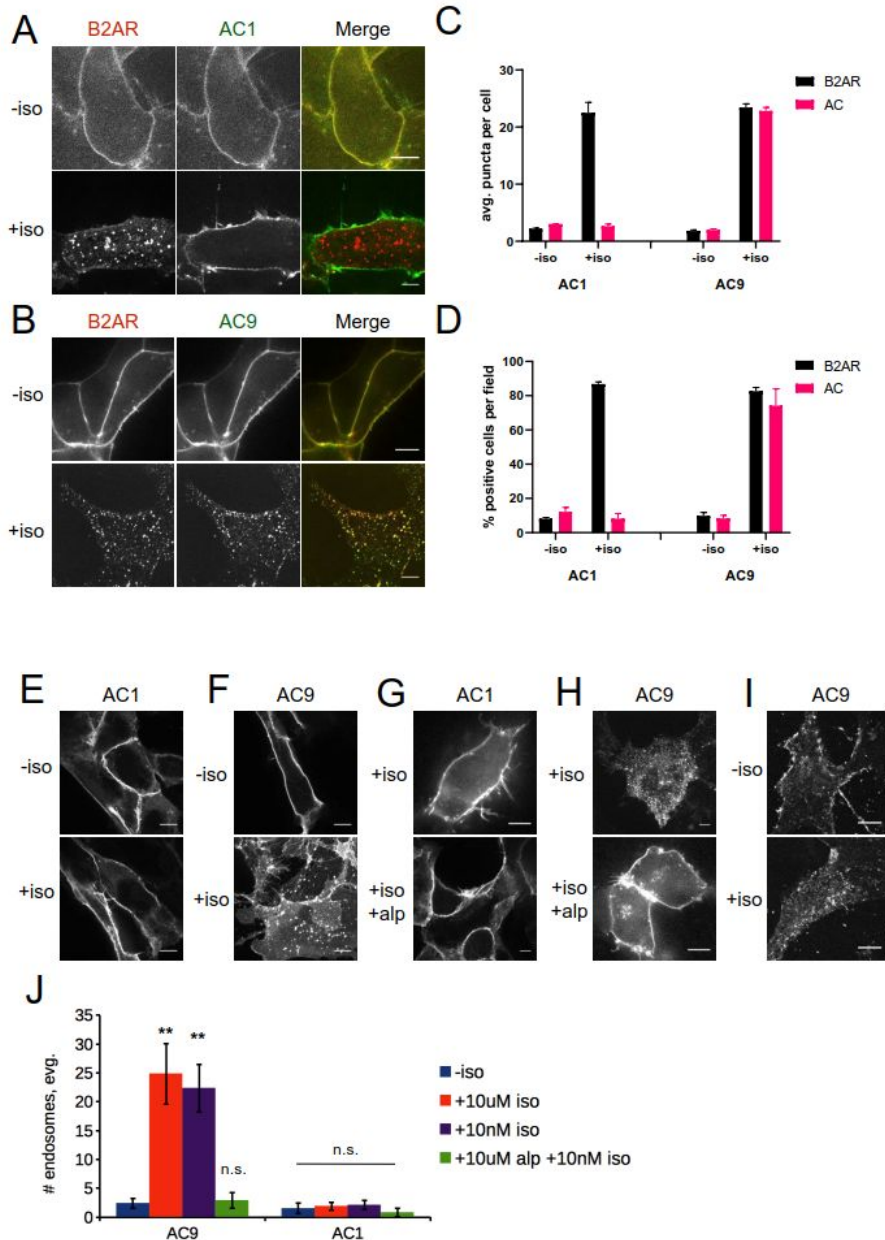 A
B2AR AC1 Merge
-iso
+iso
B
B2AR AC9 Merge
-iso
+iso
C
avg. puncta per cell
30
20
10
0
-iso +iso -iso +iso
AC1 AC9
B2AR
AC
D
% positive cells per field
100
80
60
40
20
0
-iso +iso -iso +iso
AC1 AC9
B2AR
AC
E
AC1
-iso
+iso
F
AC9
-iso
+iso
G
AC1
+iso
+iso
+alp
H
AC9
+iso
+iso
+alp
I
AC9
-iso
+iso
J
# endosomes, evg.
35
30
25
20
15
10
5
0
** **
n.s.
n.s.
AC9 AC1
-iso
+10uM iso
+10nM iso
+10uM alp +10nM iso